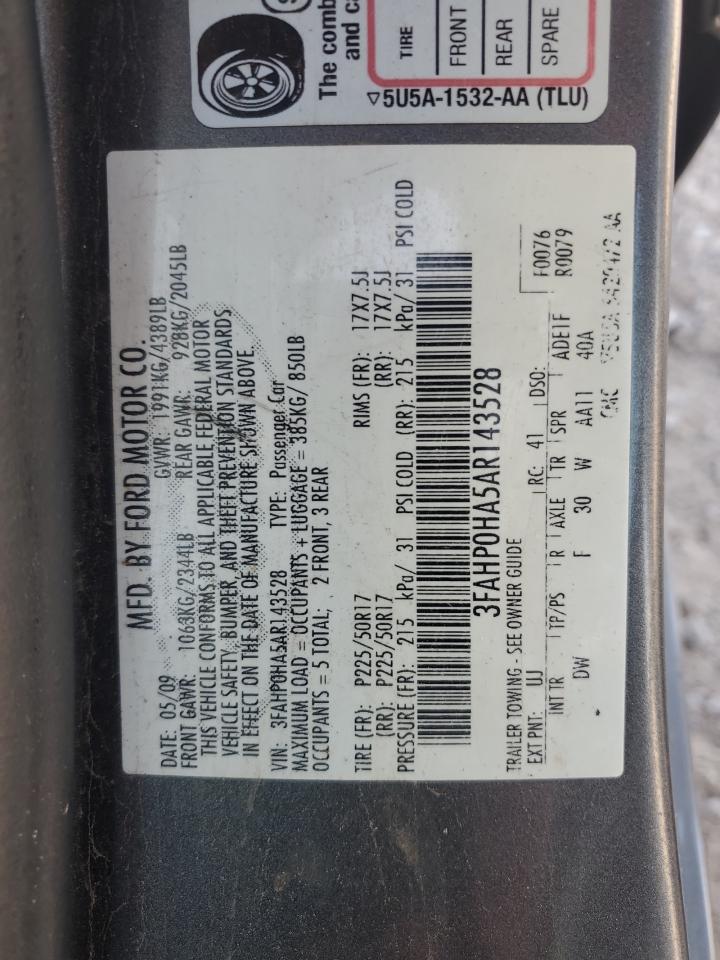 The comb
and ca
TIRE
FRONT
REAR
SPARE
5U5A-1532-AA (TLU)
MFD. BY FORD MOTOR CO.
DATE: 05/09 GVWR: 1991KG/4389LB
FRONT GAWR: 1063KG/2344LB REAR GAWR: 928KG/2045LB
THIS VEHICLE CONFORMS TO ALL APPLICABLE FEDERAL MOTOR
VEHICLE SAFETY, BUMPER, AND THEFT PREVENTION STANDARDS
IN EFFECT ON THE DATE OF MANUFACTURE SHOWN ABOVE.
VIN: 3FAHP0HA5AR143528 TYPE: Passenger Car
MAXIMUM LOAD = OCCUPANTS + LUGGAGE = 385KG/ 850LB
OCCUPANTS = 5 TOTAL; 2 FRONT, 3 REAR
TIRE (FR): P225/50R17 RIMS (FR): 17X7.5J
(RR): P225/50R17 (RR): 17X7.5J
PRESSURE (FR): 215 kPa/ 31 PSI COLD (RR): 215 kPa/ 31 PSI COLD
3FAHP0HA5AR143528
TRAILER TOWING - SEE OWNER GUIDE F0076
EXT PNT: UJ RC: 41 DSO: R0079
INT TR TP/PS R AXLE TR SPR ADE1F
DW F 30 W AA11 40A